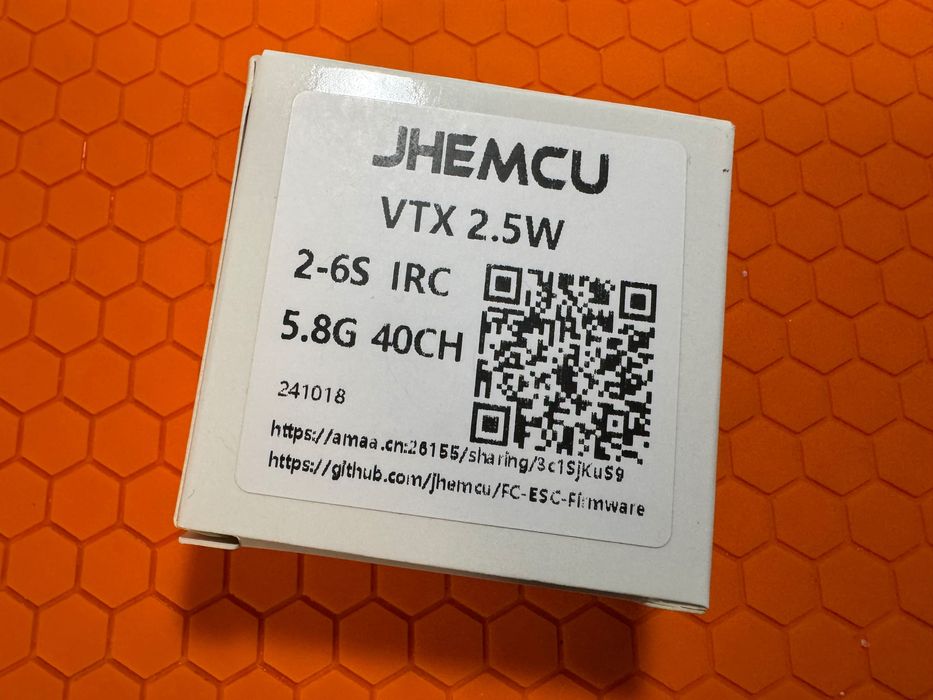 JHEMCU
VTX 2.5W
2-6S IRC
5.8G 40CH
241018
https://amaa.cn:26155/sharing/3c1SjKuS9
https://github.com/jhemcu/FC-ESC-Firmware